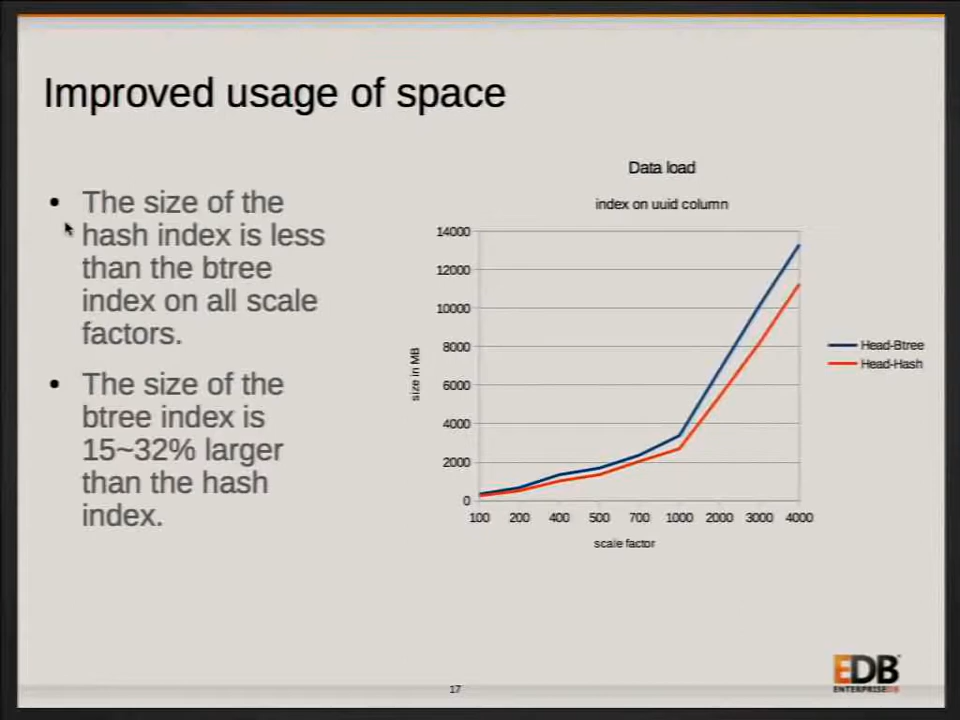 Improved usage of space
• The size of the
hash index is less
than the btree
index on all scale
factors.
• The size of the
btree index is
15~32% larger
than the hash
index.
Data load
index on uuid column
14000
12000
10000
8000
6000
4000
2000
0
size in MB
100 200 400 500 700 1000 2000 3000 4000
scale factor
Head-Btree
Head-Hash
17
EDB
ENTERPRISEDB